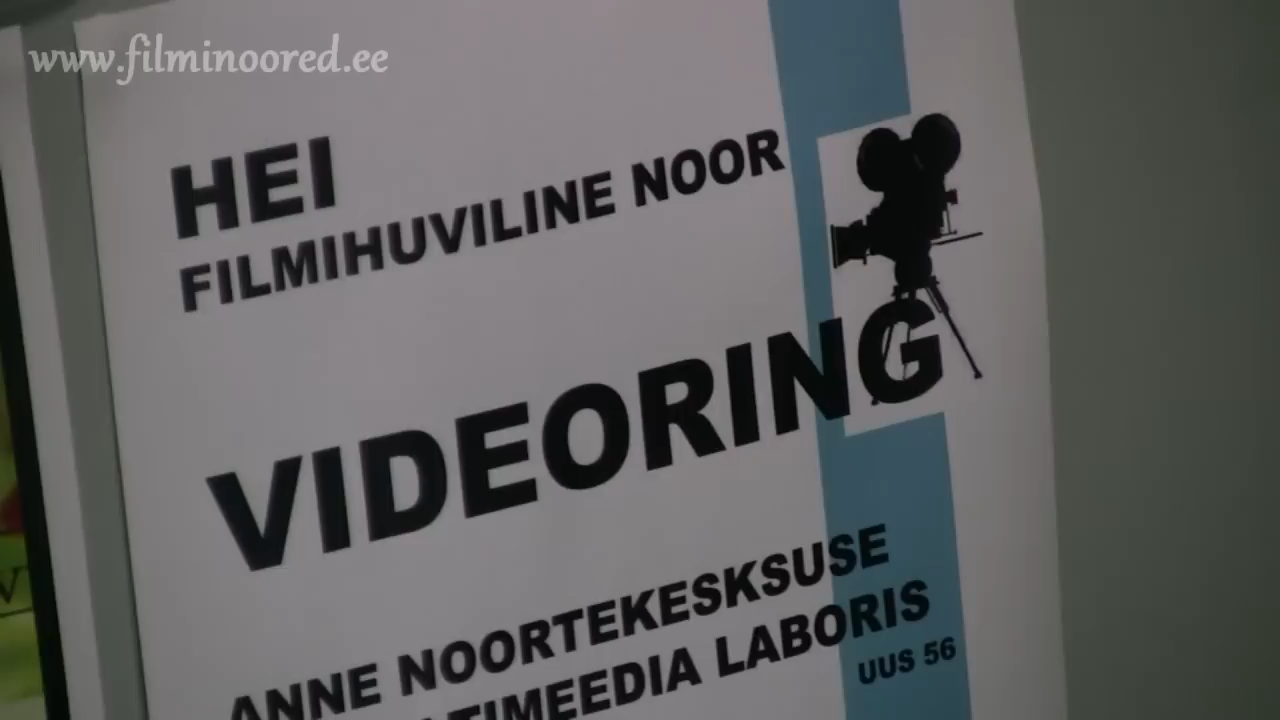 www.filminoored.ee
HEI
FILMIHUVILINE NOOR
VIDEORING
ANNE NOORTEKESKSUSE
LABORIS
UUS 56